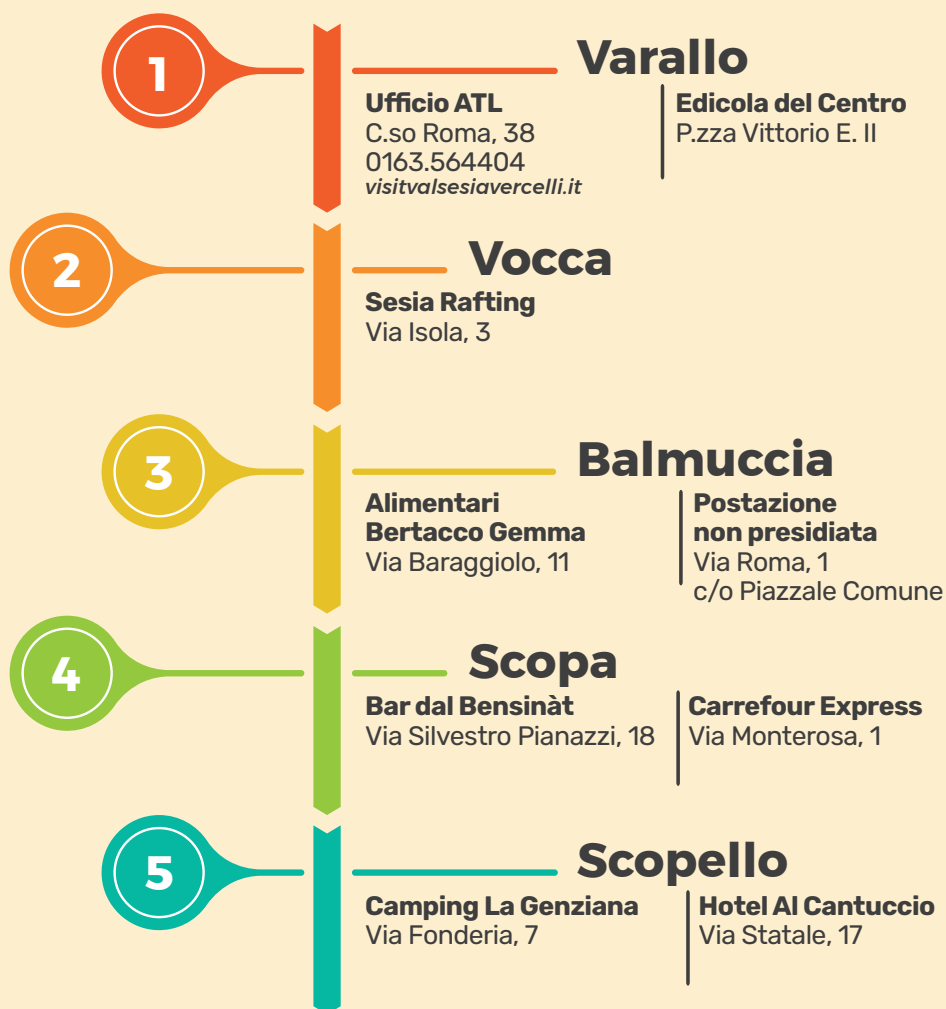 1
Varallo
Ufficio ATL
C.so Roma, 38
0163.564404
visitvalsesiavercelli.it
Edicola del Centro
P.zza Vittorio E. II
2
Vocca
Sesia Rafting
Via Isola, 3
3
Balmuccia
Alimentari
Bertacco Gemma
Via Baraggiolo, 11
Postazione
non presidiata
Via Roma, 1
c/o Piazzale Comune
4
Scopa
Bar dal Bensinàt
Via Silvestro Pianazzi, 18
Carrefour Express
Via Monterosa, 1
5
Scopello
Camping La Genziana
Via Fonderia, 7
Hotel Al Cantuccio
Via Statale, 17